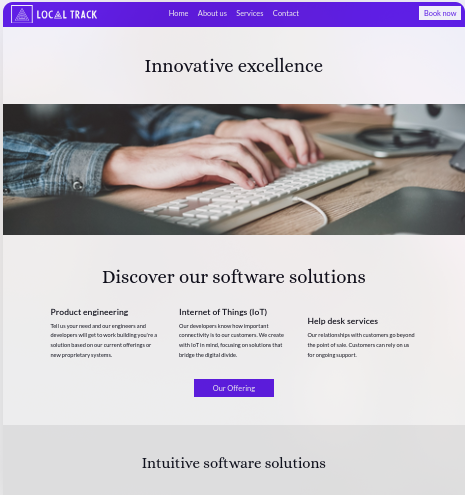 LOCAL TRACK
Home About us Services Contact
Book now
Innovative excellence
Discover our software solutions
Product engineering
Tell us your need and our engineers and
developers will get to work building you're a
solution based on our current offerings or
new proprietary systems.
Internet of Things (IoT)
Our developers know how important
connectivity is to our customers. We create
with IoT in mind, focusing on solutions that
bridge the digital divide.
Help desk services
Our relationships with customers go beyond
the point of sale. Customers can rely on us
for ongoing support.
Our Offering
Intuitive software solutions